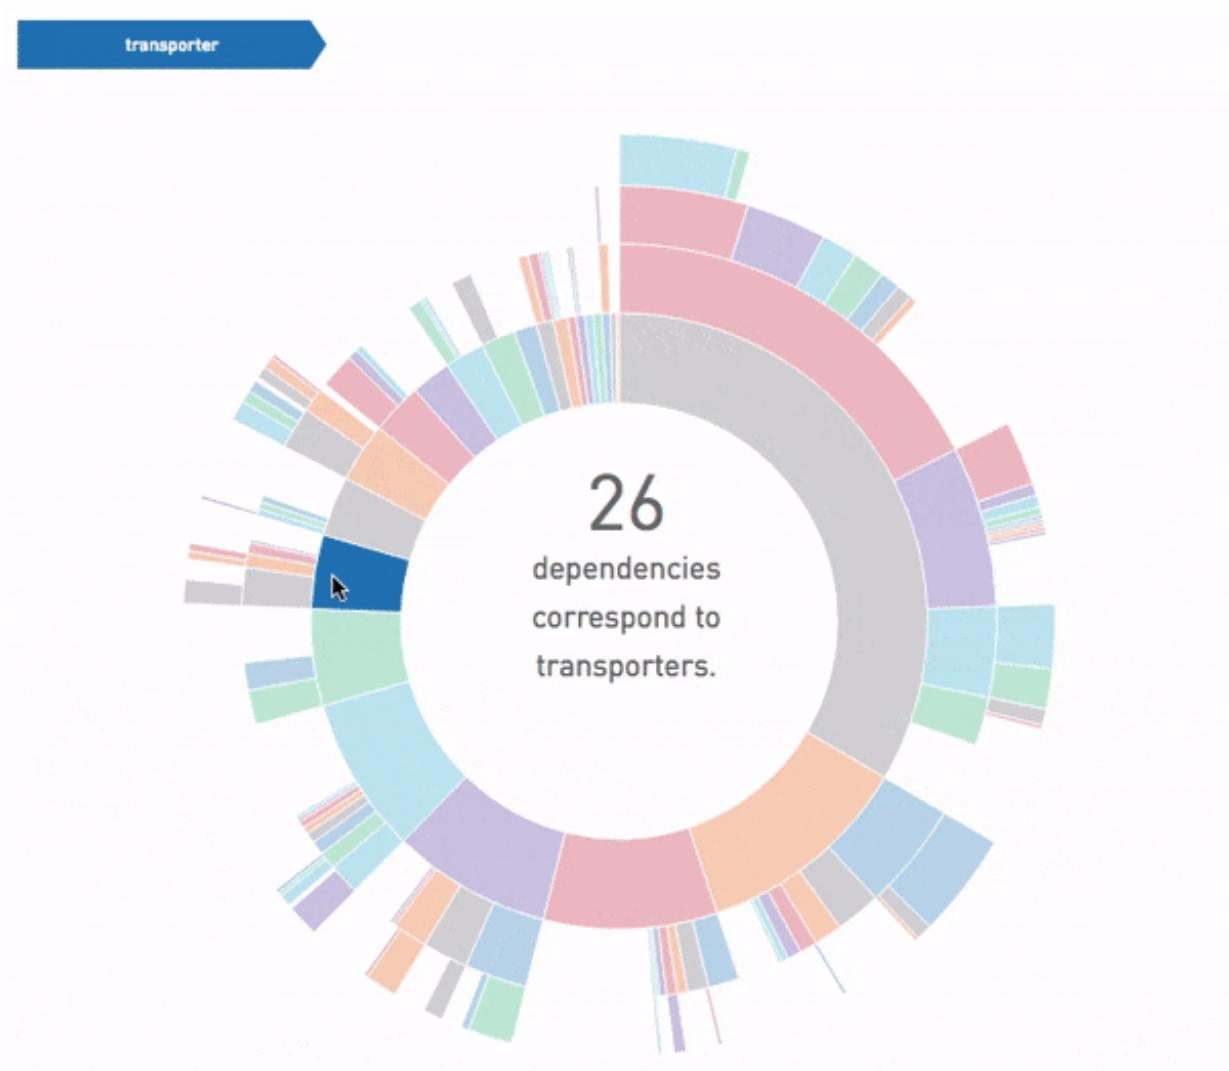 transporter
26
dependencies
correspond to
transporters.